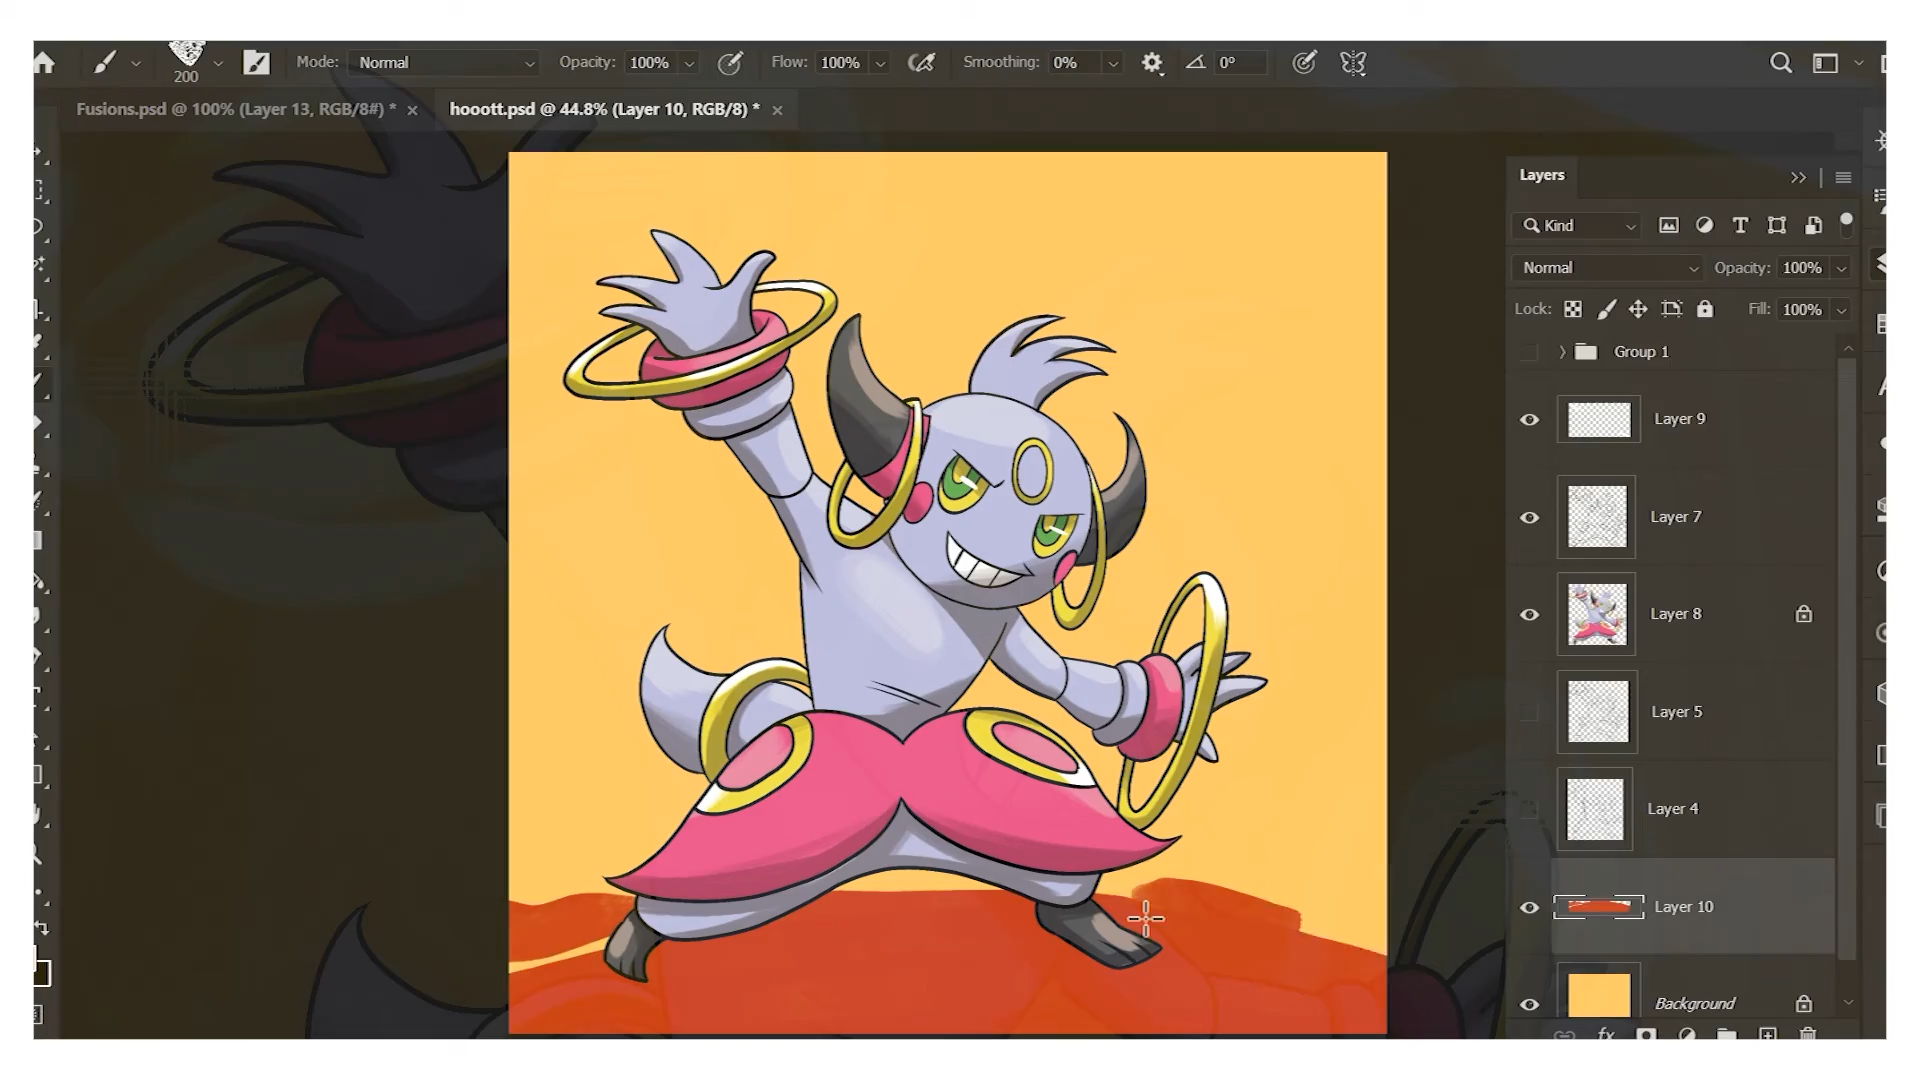 200 Mode: Normal Opacity: 100% Flow: 100% Smoothing: 0% 0°
Fusions.psd @ 100% (Layer 13, RGB/8#) * hooott.psd @ 44.8% (Layer 10, RGB/8) *
Layers
Kind
Normal Opacity: 100%
Lock: Fill: 100%
Group 1
Layer 9
Layer 7
Layer 8
Layer 5
Layer 4
Layer 10
Background
fx